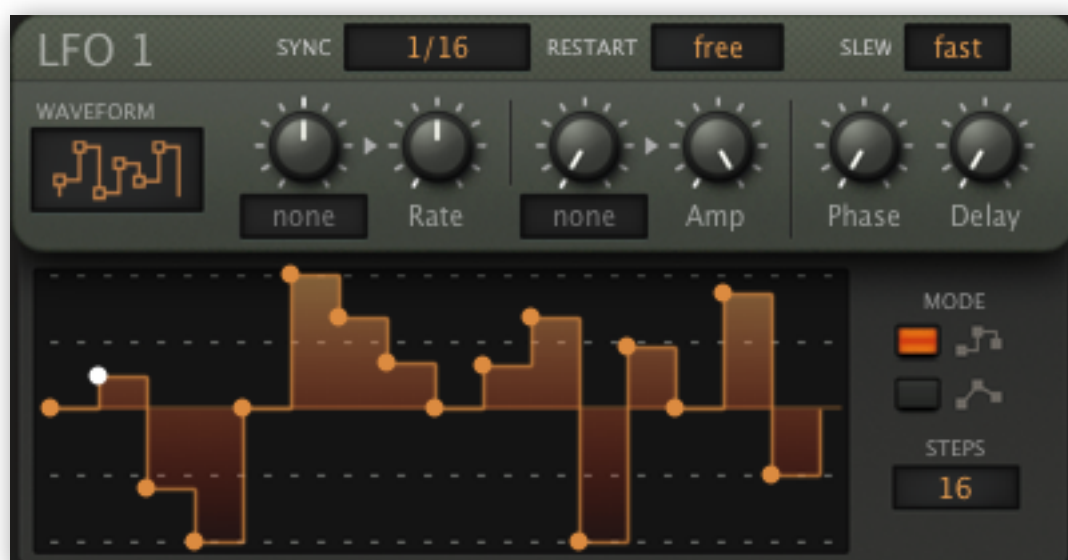 LFO 1 SYNC 1/16 RESTART free SLEW fast
WAVEFORM
none Rate none Amp Phase Delay
MODE
STEPS
16